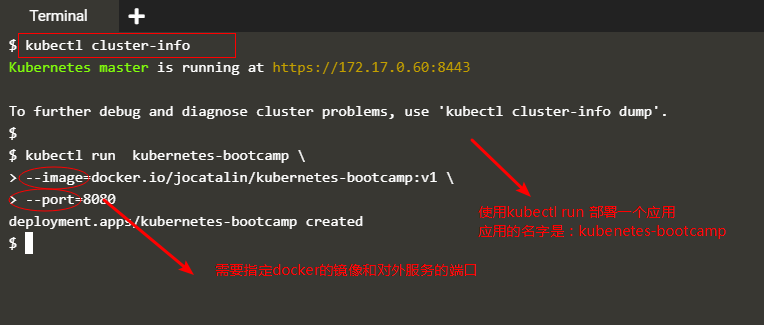 Terminal
$ kubectl cluster-info
Kubernetes master is running at https://172.17.0.60:8443
To further debug and diagnose cluster problems, use 'kubectl cluster-info dump'.
$
$ kubectl run  kubernetes-bootcamp \
> --image=docker.io/jocatalin/kubernetes-bootcamp:v1 \
> --port=8080
deployment.apps/kubernetes-bootcamp created
$
使用kubectl run 部署一个应用
应用的名字是：kubenetes-bootcamp
需要指定docker的镜像和对外服务的端口